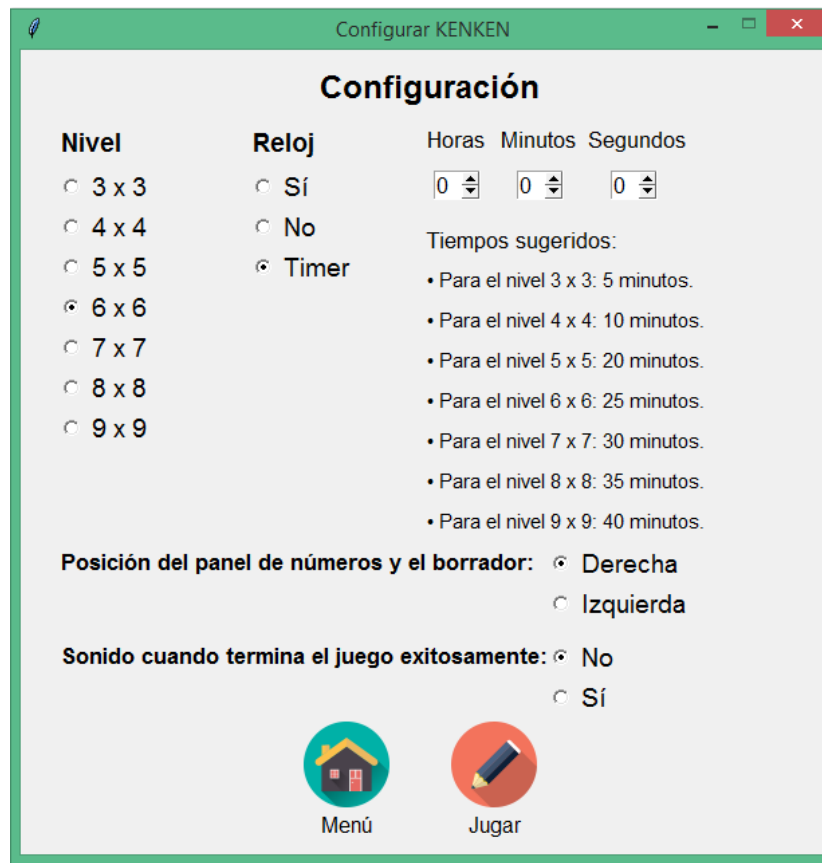 Configurar KENKEN
Configuración
Nivel
3 x 3
4 x 4
5 x 5
6 x 6
7 x 7
8 x 8
9 x 9
Reloj
Sí
No
Timer
Horas Minutos Segundos
0 0 0
Tiempos sugeridos:
• Para el nivel 3 x 3: 5 minutos.
• Para el nivel 4 x 4: 10 minutos.
• Para el nivel 5 x 5: 20 minutos.
• Para el nivel 6 x 6: 25 minutos.
• Para el nivel 7 x 7: 30 minutos.
• Para el nivel 8 x 8: 35 minutos.
• Para el nivel 9 x 9: 40 minutos.
Posición del panel de números y el borrador: Derecha
Izquierda
Sonido cuando termina el juego exitosamente: No
Sí
Menú Jugar